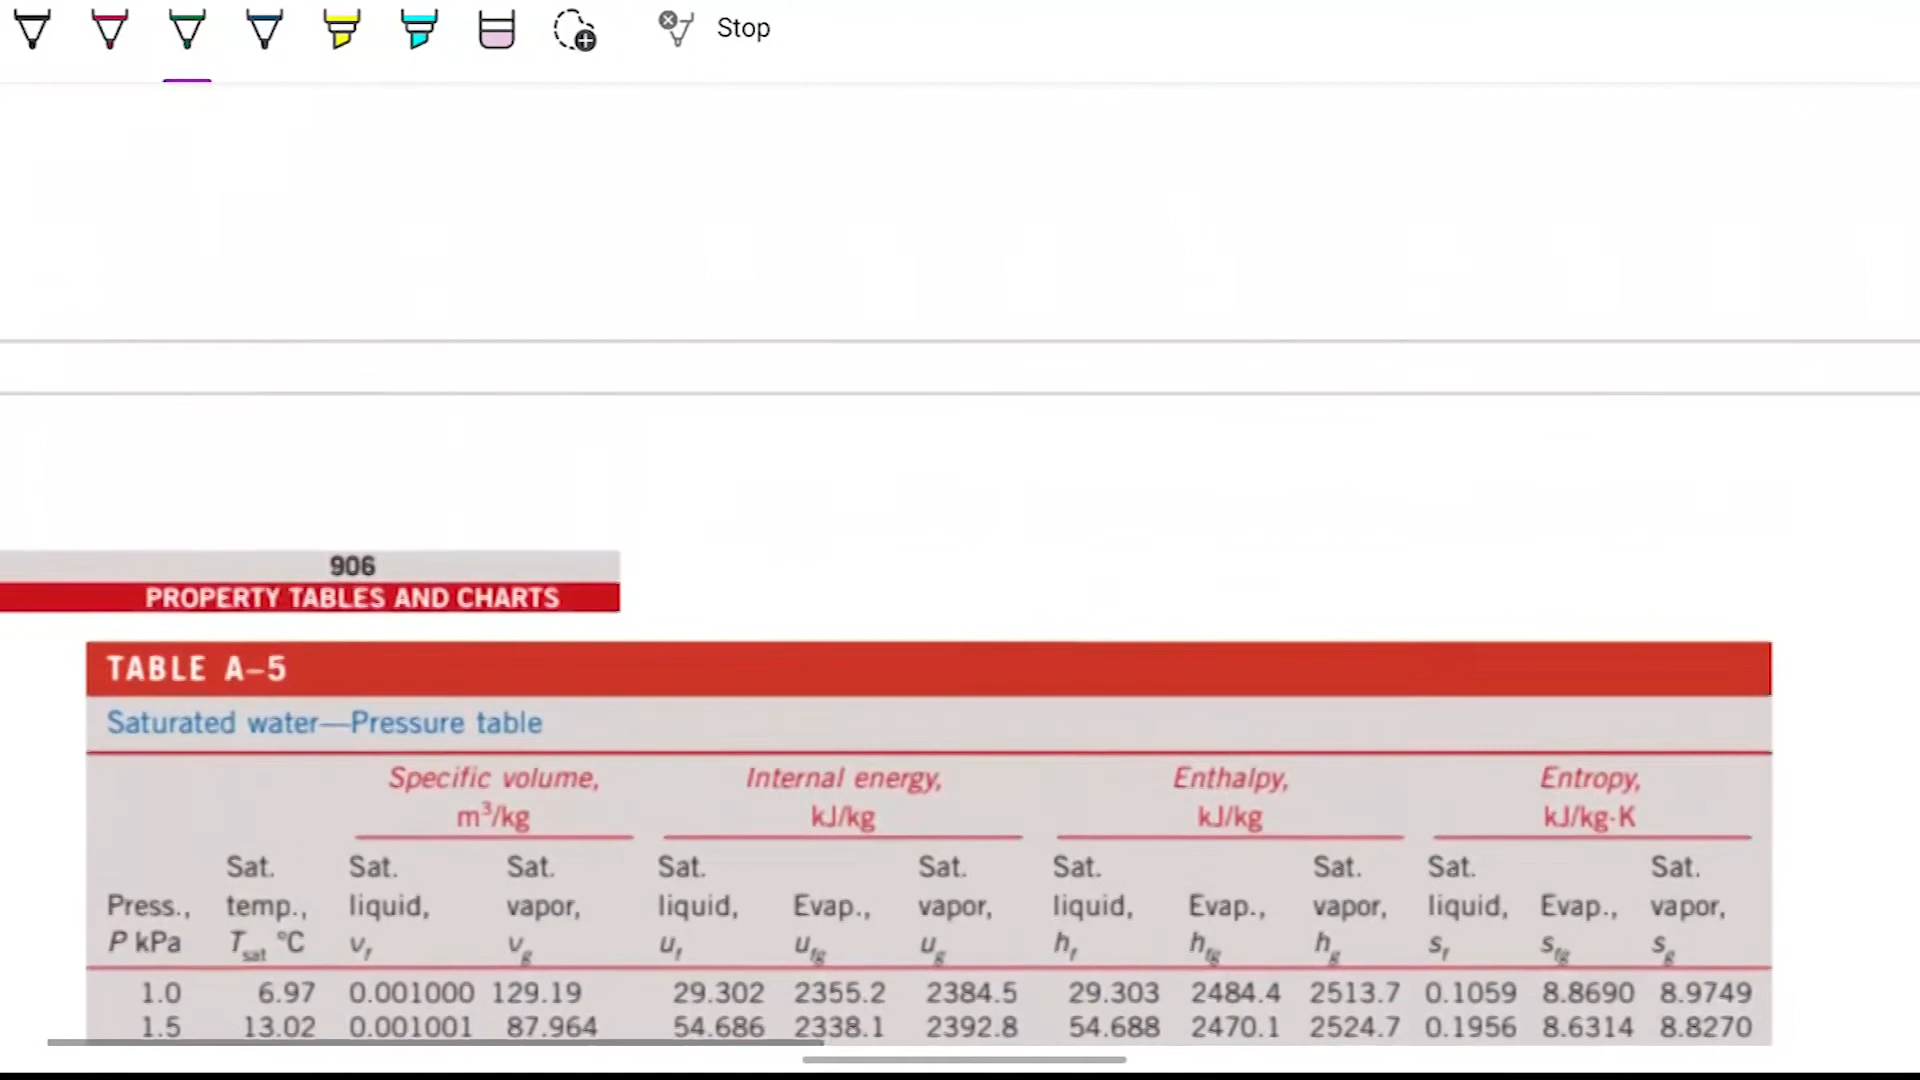 Stop
906
PROPERTY TABLES AND CHARTS
TABLE A–5
Saturated water—Pressure table
Specific volume, Internal energy, Enthalpy, Entropy,
m³/kg kJ/kg kJ/kg kJ/kg·K
Sat. Sat. Sat. Sat. Sat. Sat. Sat. Sat. Sat.
Press., temp., liquid, vapor, liquid, Evap., vapor, liquid, Evap., vapor, liquid, Evap., vapor,
P kPa Tsat °C vf vg uf ufg ug hf hfg hg sf sfg sg
1.0 6.97 0.001000 129.19 29.302 2355.2 2384.5 29.303 2484.4 2513.7 0.1059 8.8690 8.9749
1.5 13.02 0.001001 87.964 54.686 2338.1 2392.8 54.688 2470.1 2524.7 0.1956 8.6314 8.8270